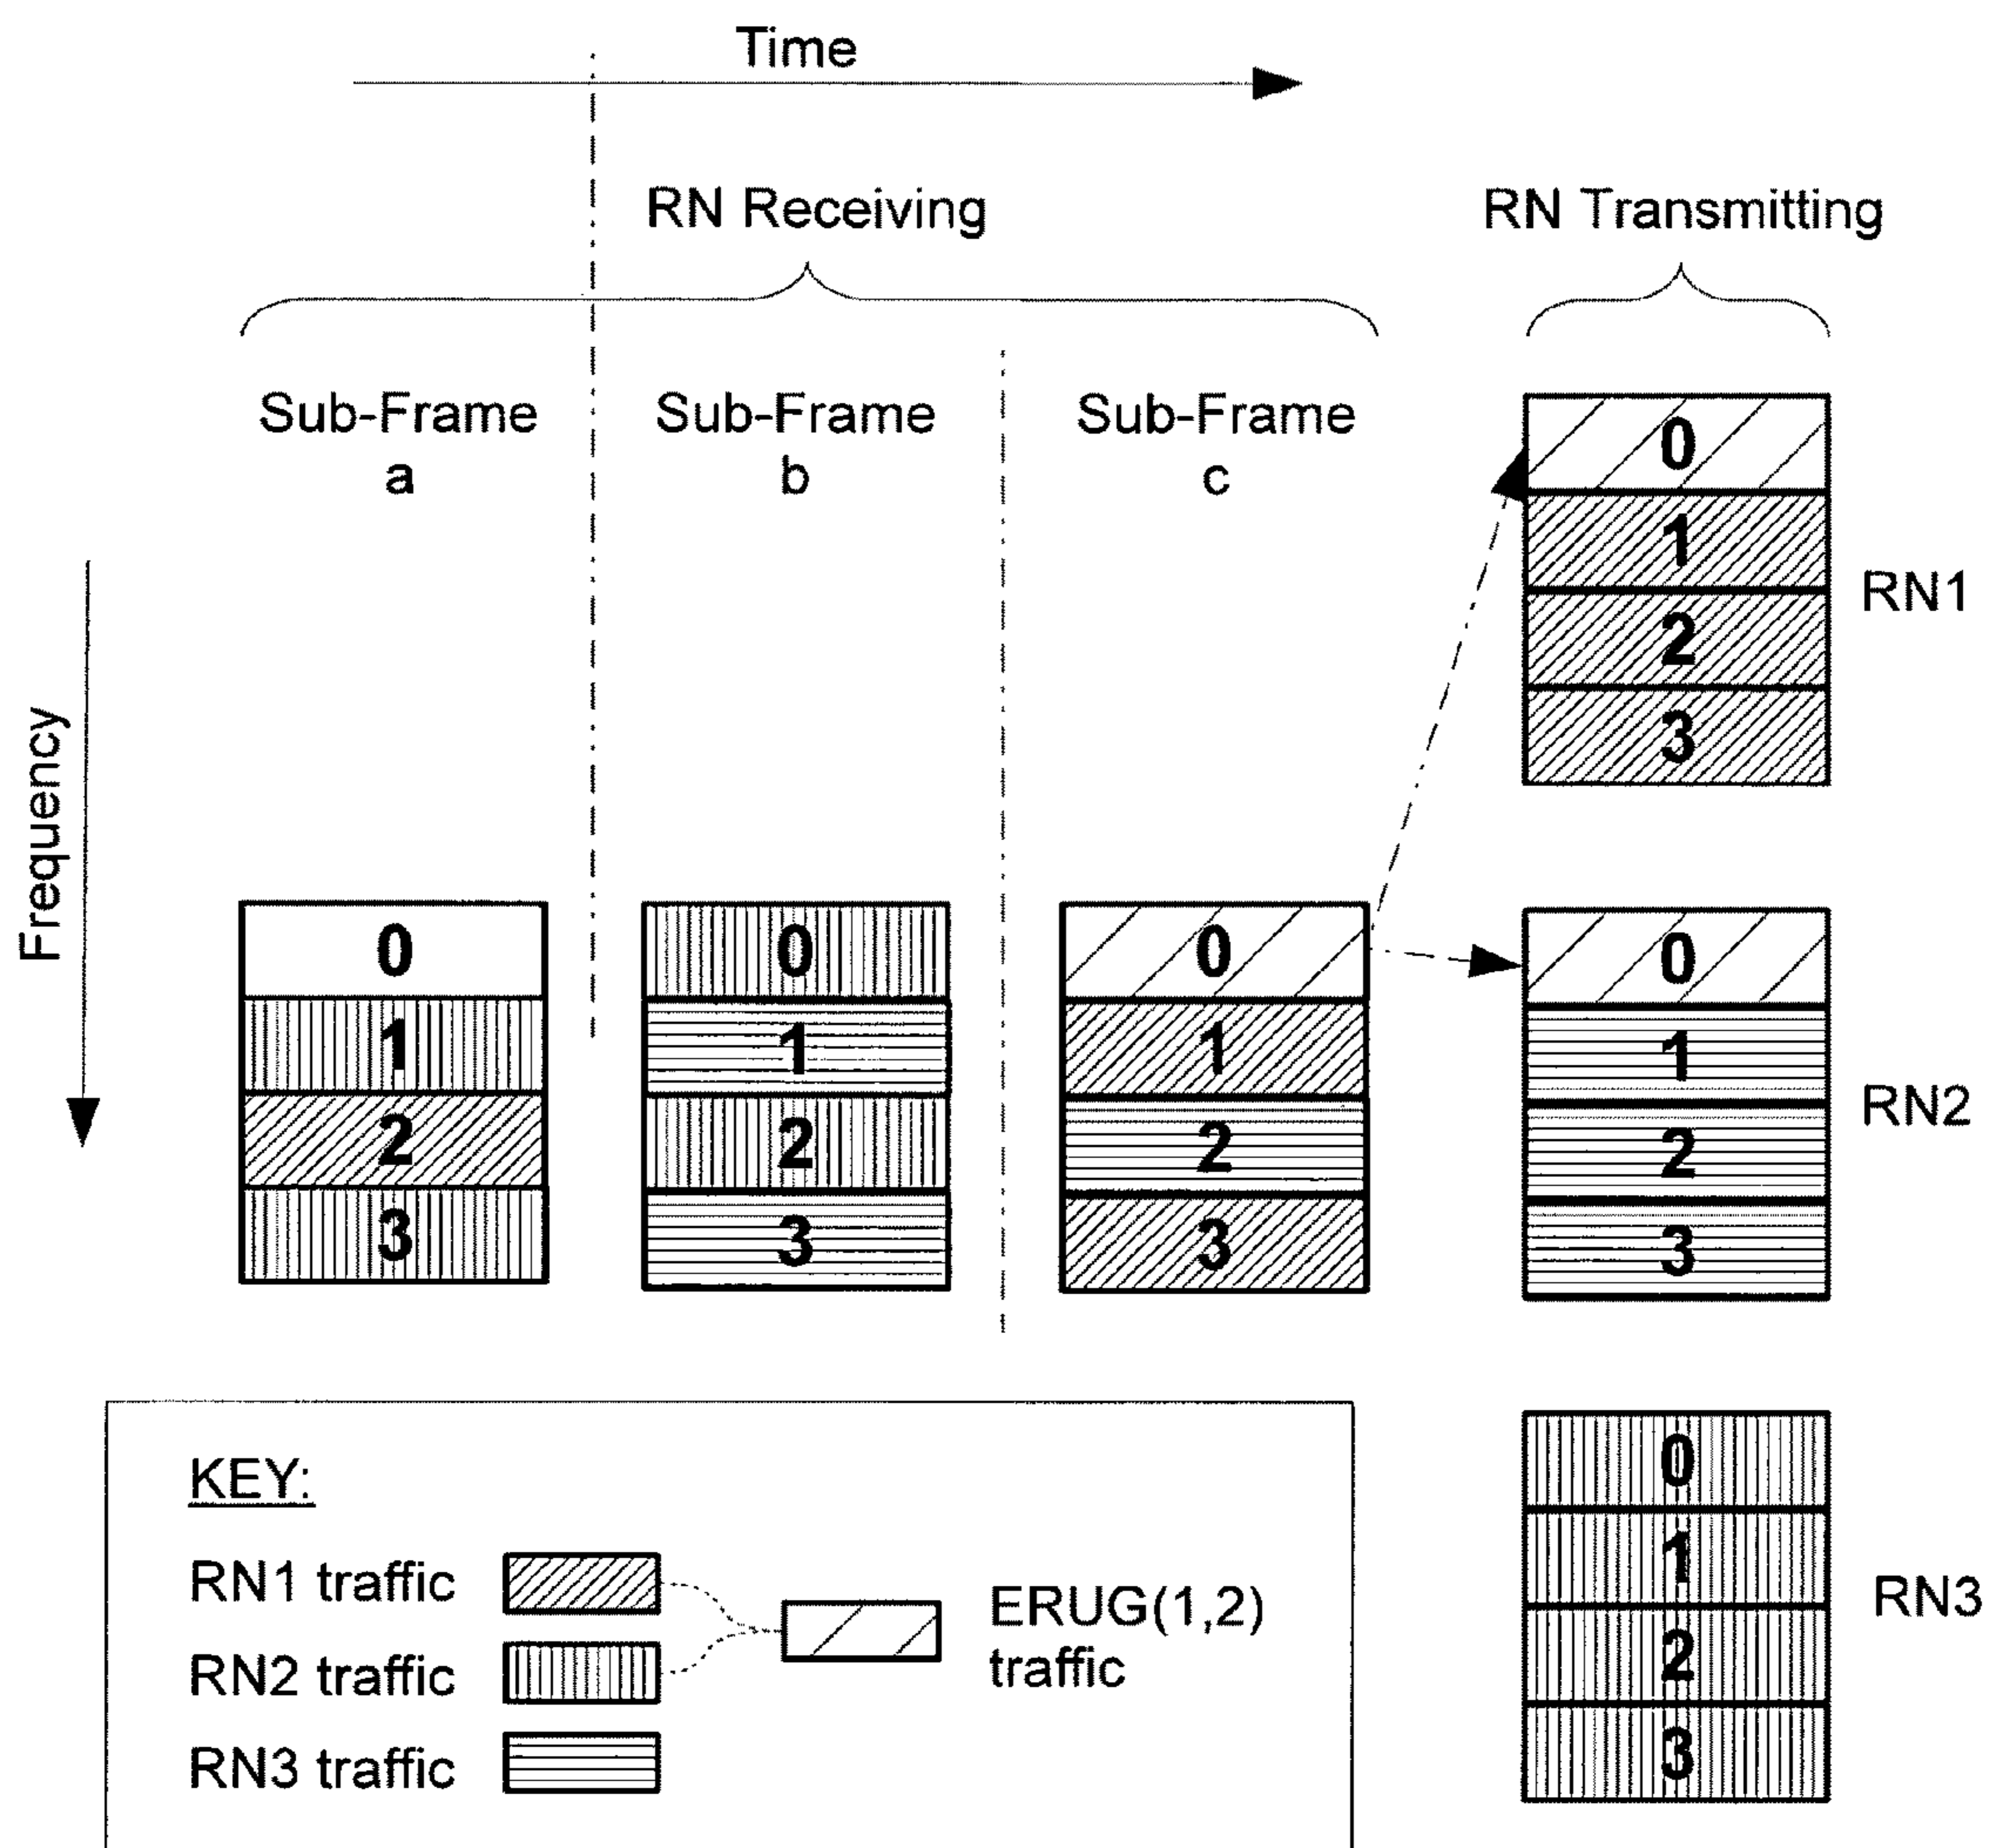 Time
RN Receiving
RN Transmitting
Sub-Frame
a
Sub-Frame
b
Sub-Frame
c
Frequency
0
1
2
3
0
1
2
3
0
1
2
3
0
1
2
3
RN1
0
1
2
3
RN2
0
1
2
3
RN3
KEY:
RN1 traffic
RN2 traffic
RN3 traffic
ERUG(1,2)
traffic